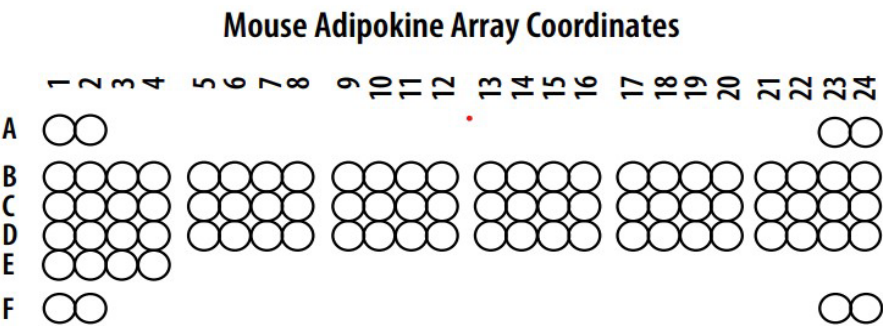 Mouse Adipokine Array Coordinates
1 2 3 4 5 6 7 8 9 10 11 12 13 14 15 16 17 18 19 20 21 22 23 24
A
B
C
D
E
F